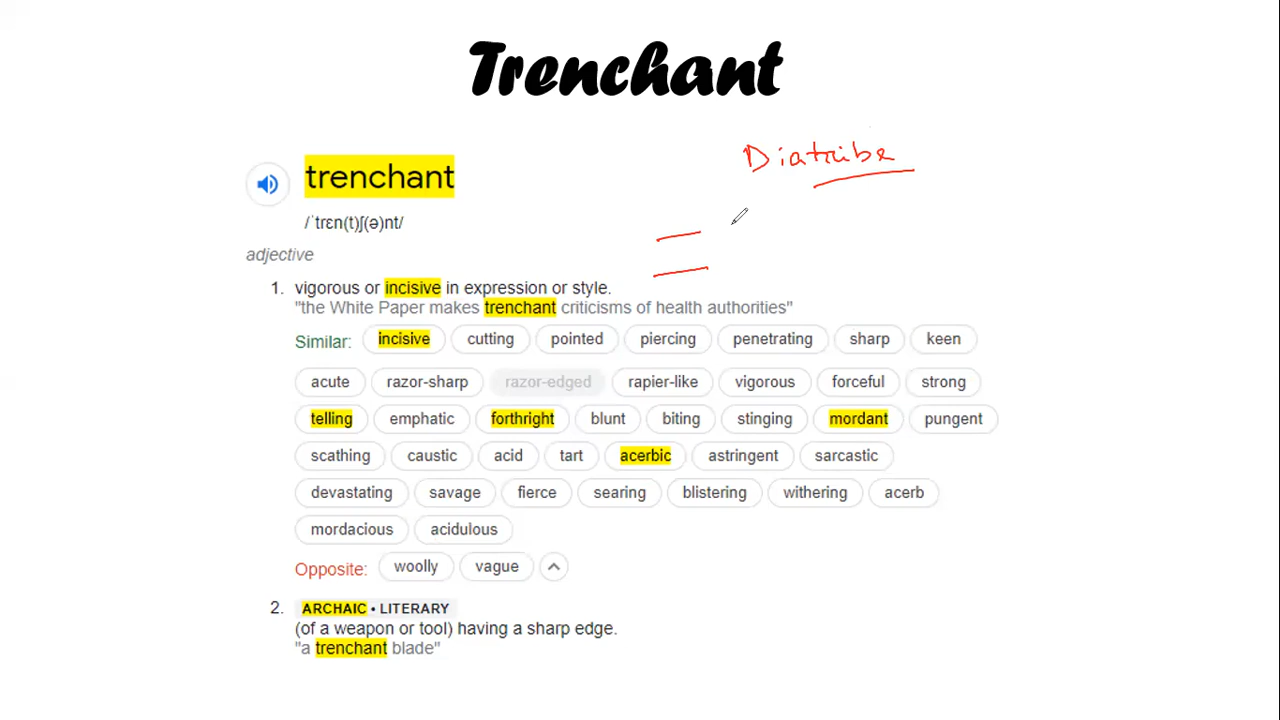 Trenchant
Diatribe
trenchant
/ˈtrɛn(t)ʃ(ə)nt/
adjective
1. vigorous or incisive in expression or style.
"the White Paper makes trenchant criticisms of health authorities"
Similar: incisive cutting pointed piercing penetrating sharp keen
acute razor-sharp razor-edged rapier-like vigorous forceful strong
telling emphatic forthright blunt biting stinging mordant pungent
scathing caustic acid tart acerbic astringent sarcastic
devastating savage fierce searing blistering withering acerb
mordacious acidulous
Opposite: woolly vague
2. ARCHAIC • LITERARY
(of a weapon or tool) having a sharp edge.
"a trenchant blade"